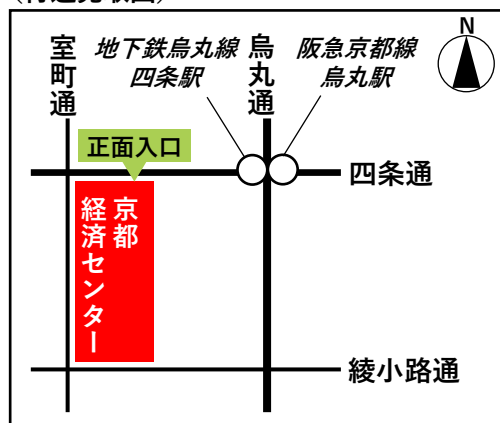 室町通
地下鉄烏丸線
四条駅
烏丸通
阪急京都線
烏丸駅
N
正面入口
四条通
京都
経済センター
綾小路通